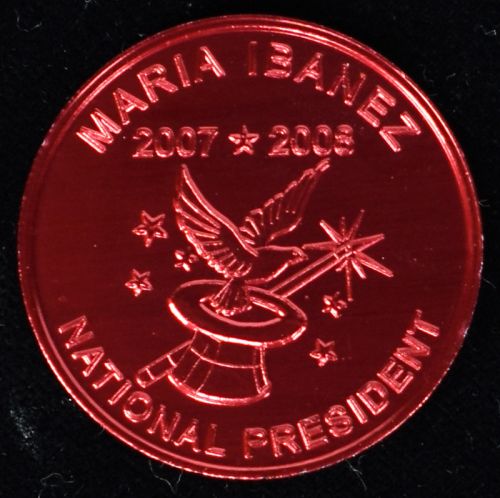 MARIA IBANEZ
2007 ★ 2008
NATIONAL PRESIDENT